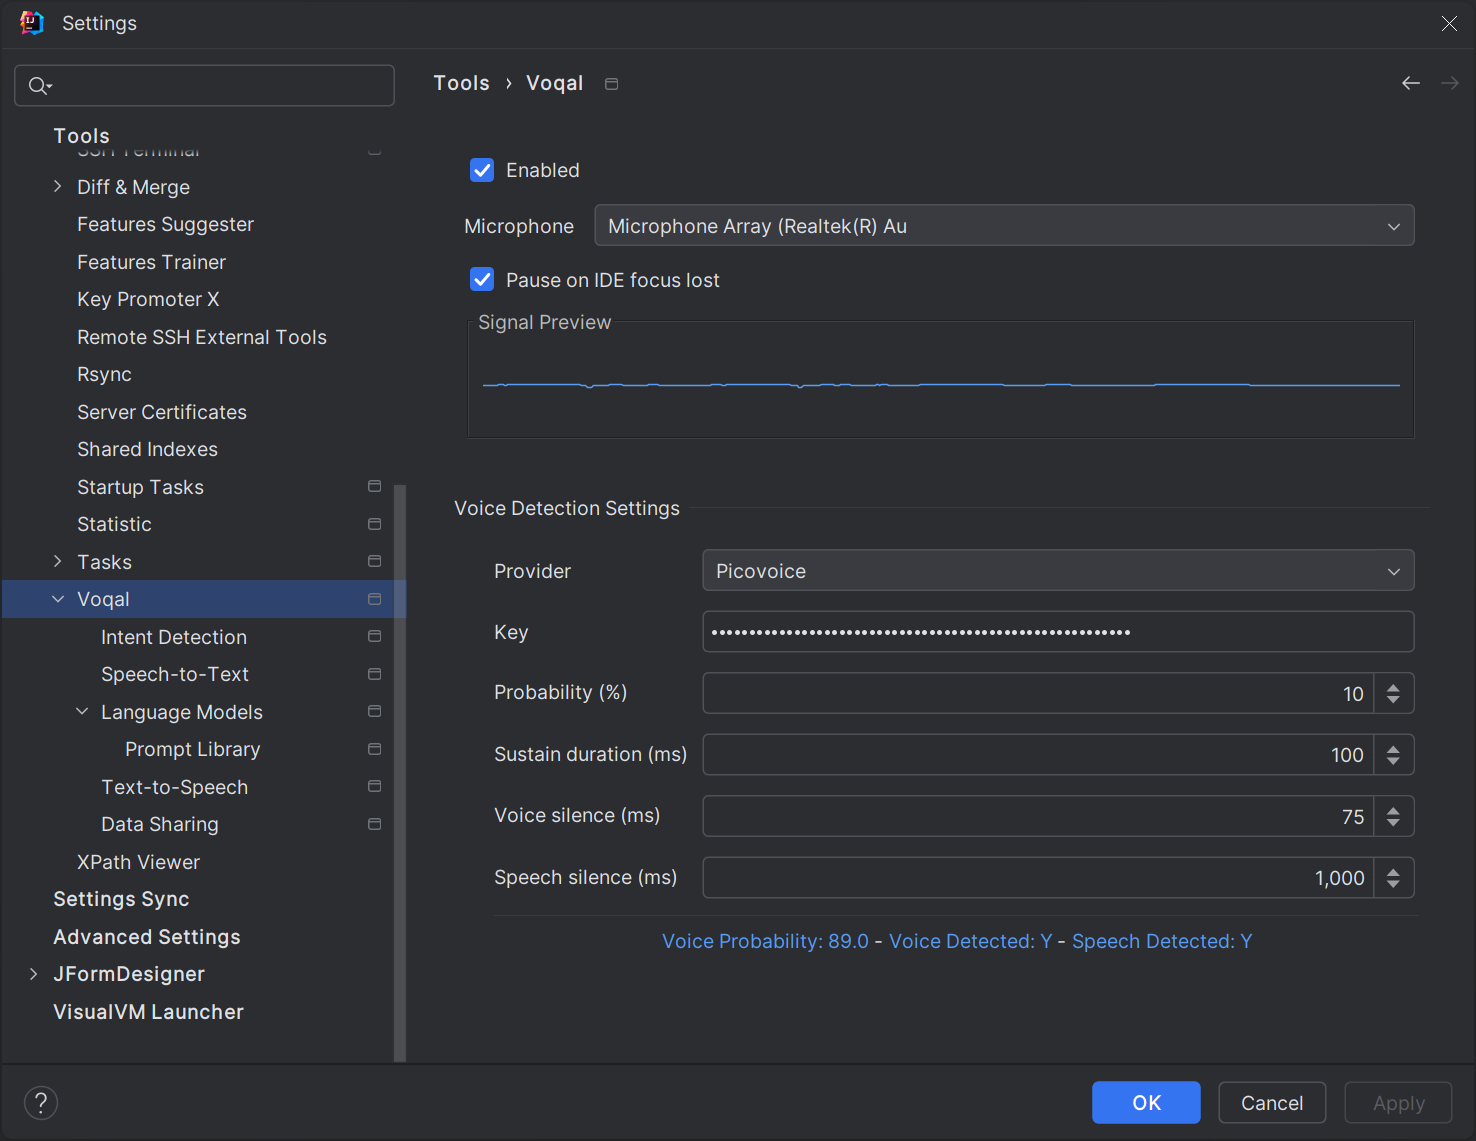 Settings
Tools › Voqal
Tools
SSH Terminal
Diff & Merge
Features Suggester
Features Trainer
Key Promoter X
Remote SSH External Tools
Rsync
Server Certificates
Shared Indexes
Startup Tasks
Statistic
Tasks
Voqal
Intent Detection
Speech-to-Text
Language Models
Prompt Library
Text-to-Speech
Data Sharing
XPath Viewer
Settings Sync
Advanced Settings
JFormDesigner
VisualVM Launcher
Enabled
Microphone Microphone Array (Realtek(R) Au
Pause on IDE focus lost
Signal Preview
Voice Detection Settings
Provider Picovoice
Key
Probability (%) 10
Sustain duration (ms) 100
Voice silence (ms) 75
Speech silence (ms) 1,000
Voice Probability: 89.0 - Voice Detected: Y - Speech Detected: Y
? OK Cancel Apply